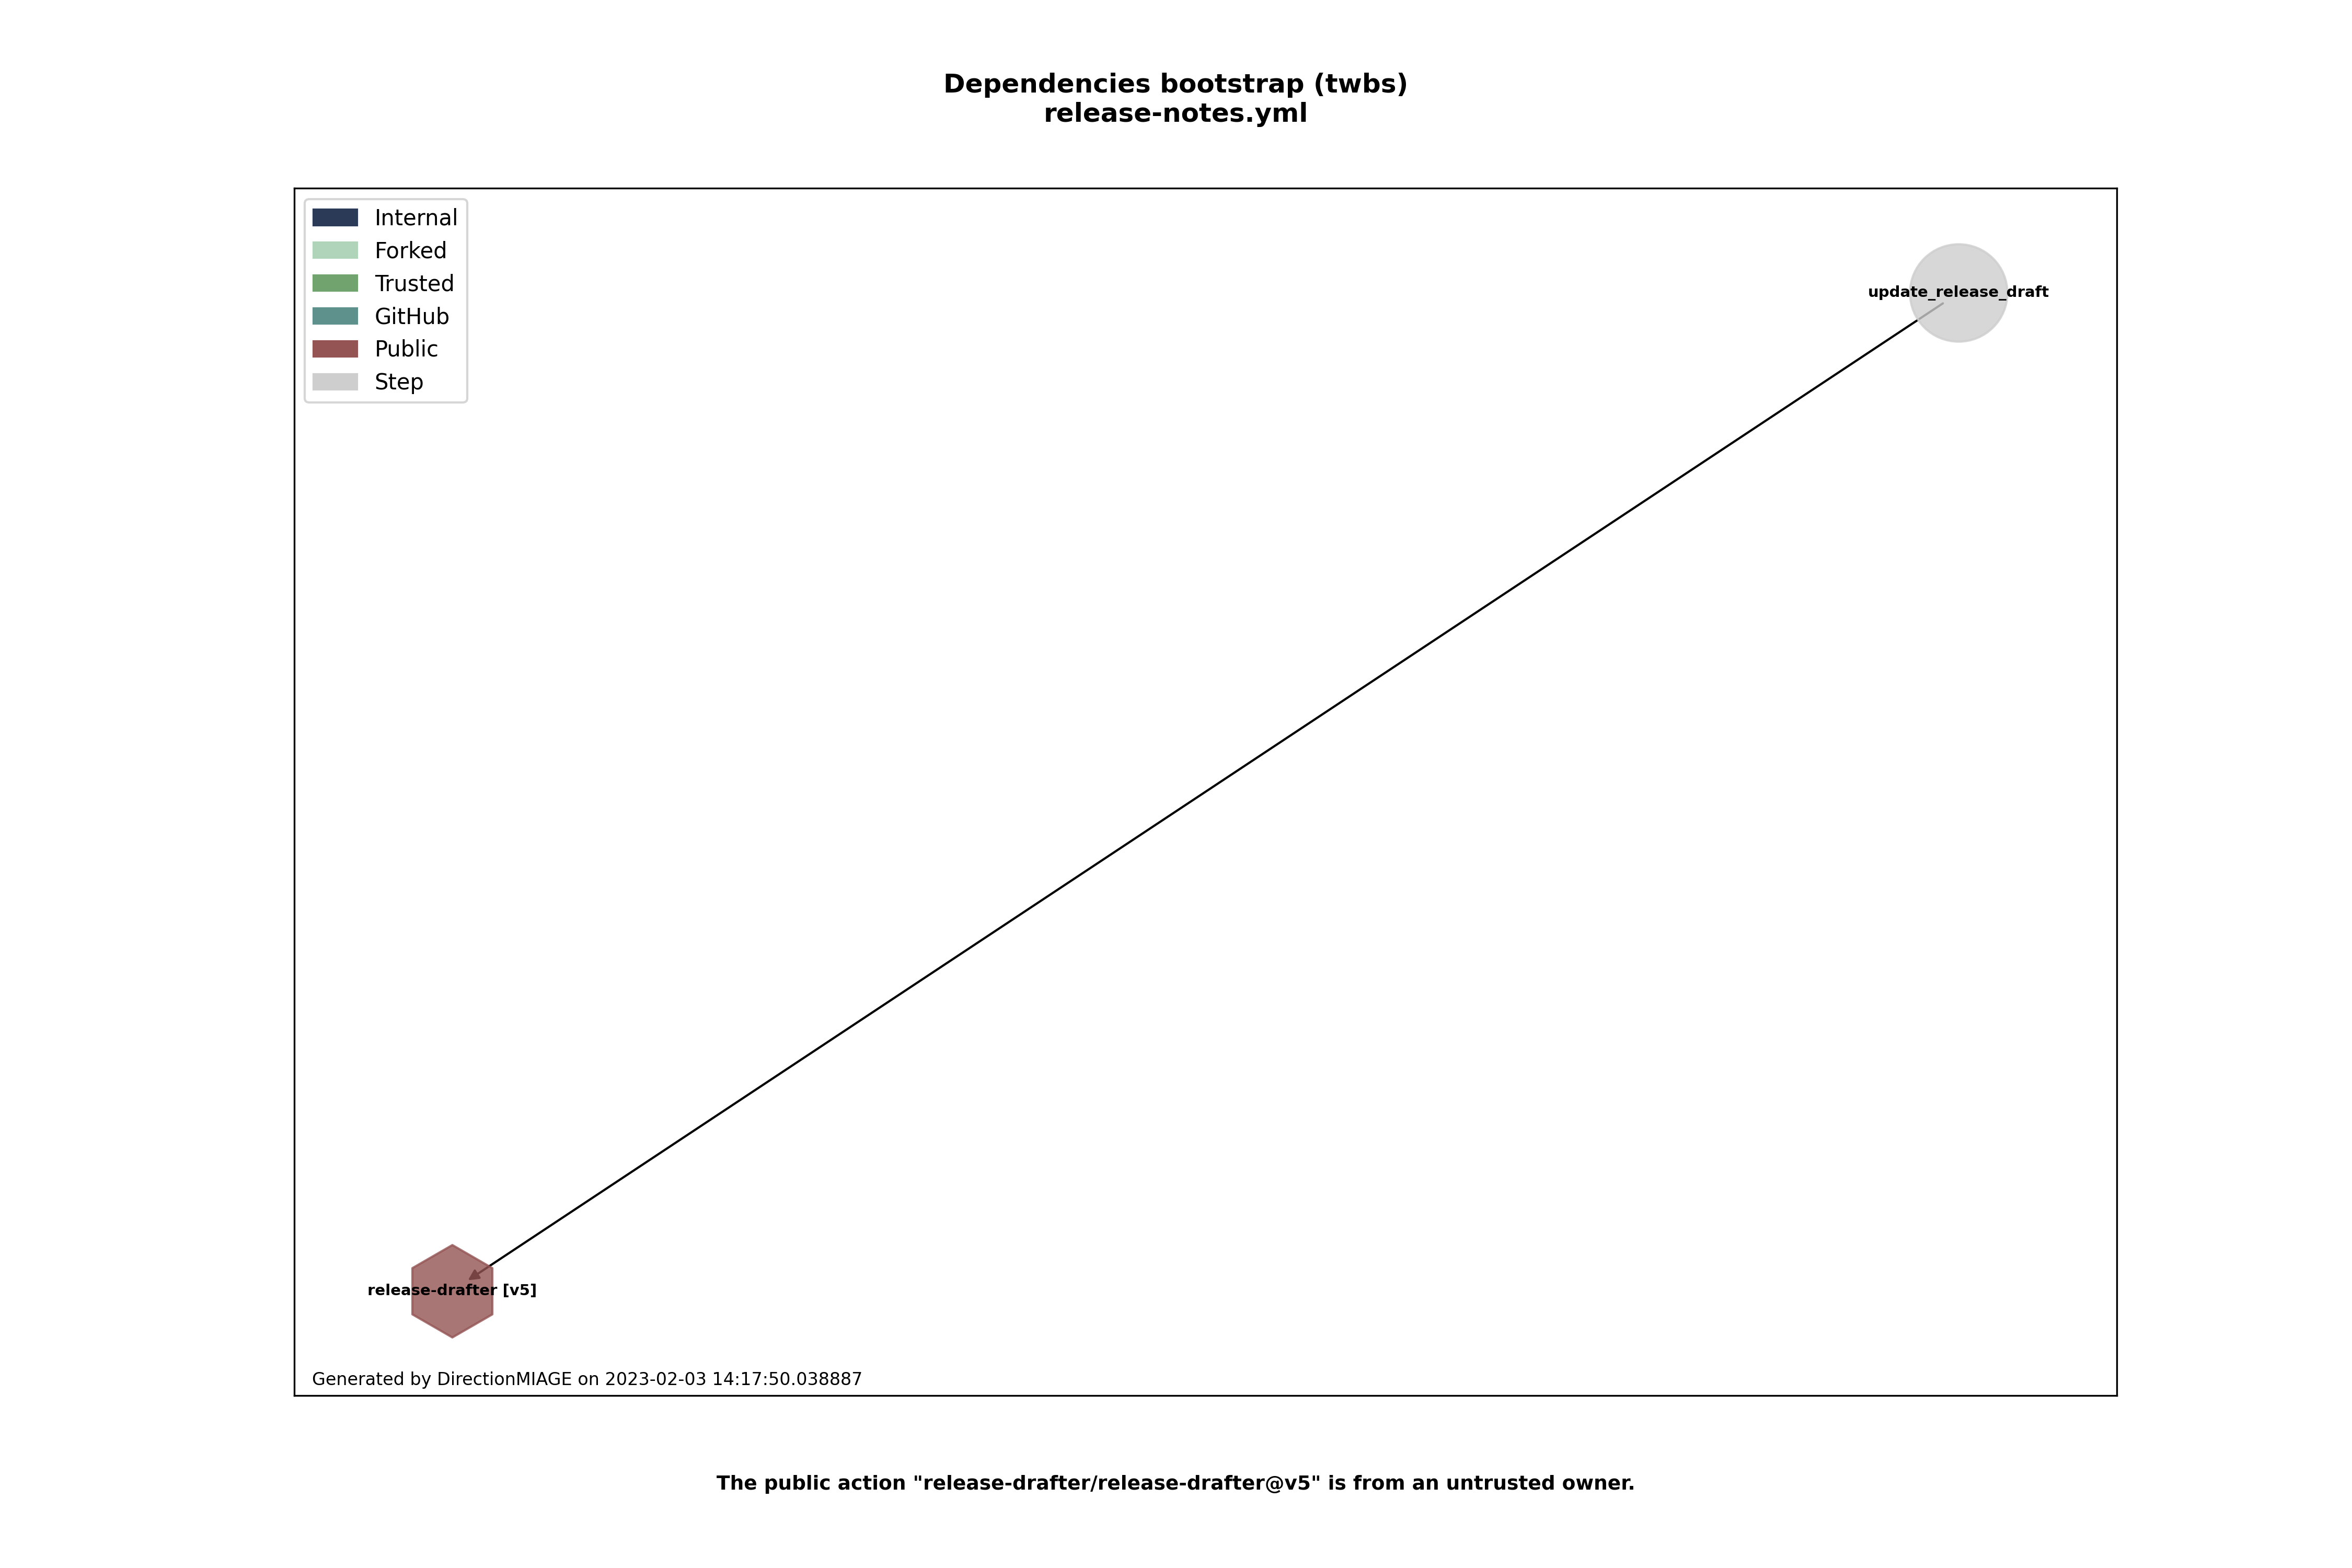 Dependencies bootstrap (twbs)
release-notes.yml
Internal
Forked
Trusted
GitHub
Public
Step
update_release_draft
release-drafter [v5]
Generated by DirectionMIAGE on 2023-02-03 14:17:50.038887
The public action "release-drafter/release-drafter@v5" is from an untrusted owner.